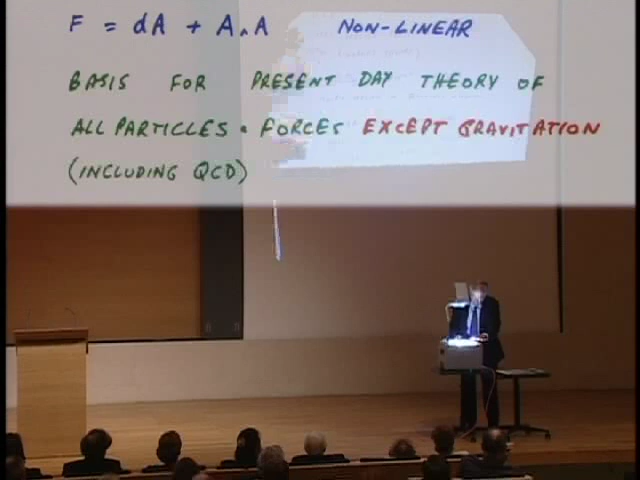 F = dA + A ∧ A NON-LINEAR
BASIS FOR PRESENT DAY THEORY OF
ALL PARTICLES & FORCES EXCEPT GRAVITATION
(INCLUDING QCD)